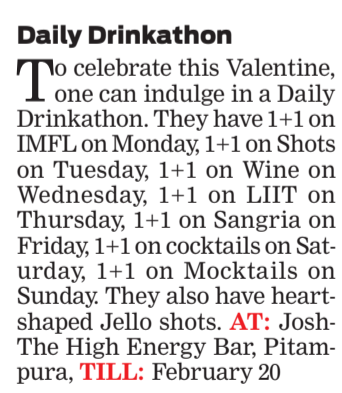 Daily Drinkathon
To celebrate this Valentine,
one can indulge in a Daily
Drinkathon. They have 1+1 on
IMFL on Monday, 1+1 on Shots
on Tuesday, 1+1 on Wine on
Wednesday, 1+1 on LIIT on
Thursday, 1+1 on Sangria on
Friday, 1+1 on cocktails on Sat-
urday, 1+1 on Mocktails on
Sunday. They also have heart-
shaped Jello shots. AT: Josh-
The High Energy Bar, Pitam-
pura, TILL: February 20